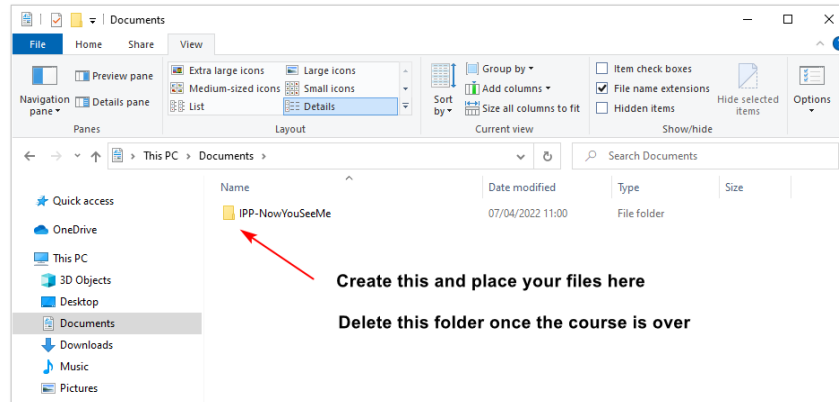 Documents
File Home Share View
Navigation pane
Preview pane
Details pane
Panes
Extra large icons Large icons
Medium-sized icons Small icons
List Details
Layout
Sort by
Group by
Add columns
Size all columns to fit
Current view
Item check boxes
File name extensions
Hidden items
Hide selected items
Show/hide
Options
This PC > Documents >
Search Documents
Name Date modified Type Size
IPP-NowYouSeeMe 07/04/2022 11:00 File folder
Quick access
OneDrive
This PC
3D Objects
Desktop
Documents
Downloads
Music
Pictures
Create this and place your files here
Delete this folder once the course is over